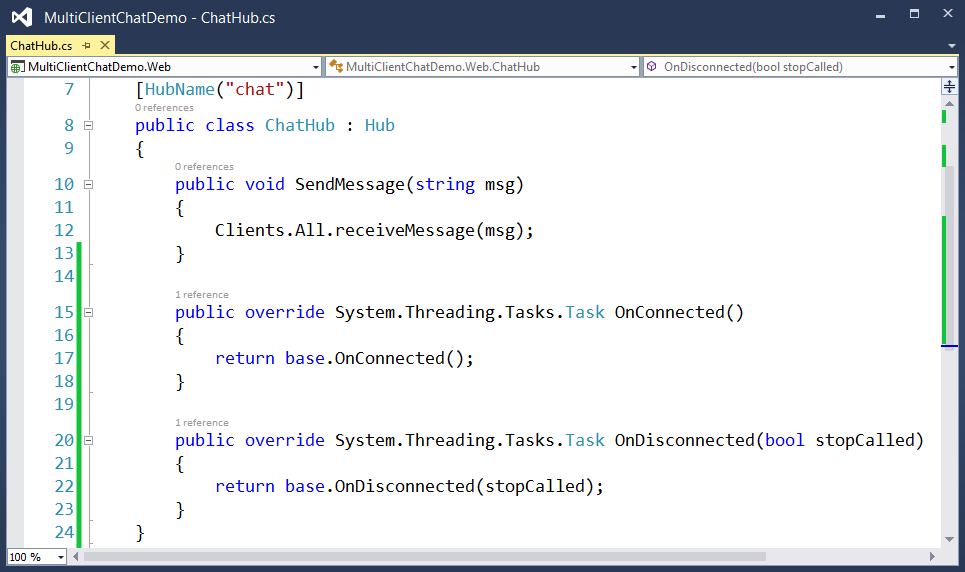 MultiClientChatDemo - ChatHub.cs
ChatHub.cs
MultiClientChatDemo.Web MultiClientChatDemo.Web.ChatHub OnDisconnected(bool stopCalled)
7 [HubName("chat")]
0 references
8 public class ChatHub : Hub
9 {
0 references
10 public void SendMessage(string msg)
11 {
12 Clients.All.receiveMessage(msg);
13 }
14
1 reference
15 public override System.Threading.Tasks.Task OnConnected()
16 {
17 return base.OnConnected();
18 }
19
1 reference
20 public override System.Threading.Tasks.Task OnDisconnected(bool stopCalled)
21 {
22 return base.OnDisconnected(stopCalled);
23 }
24 }
100 %